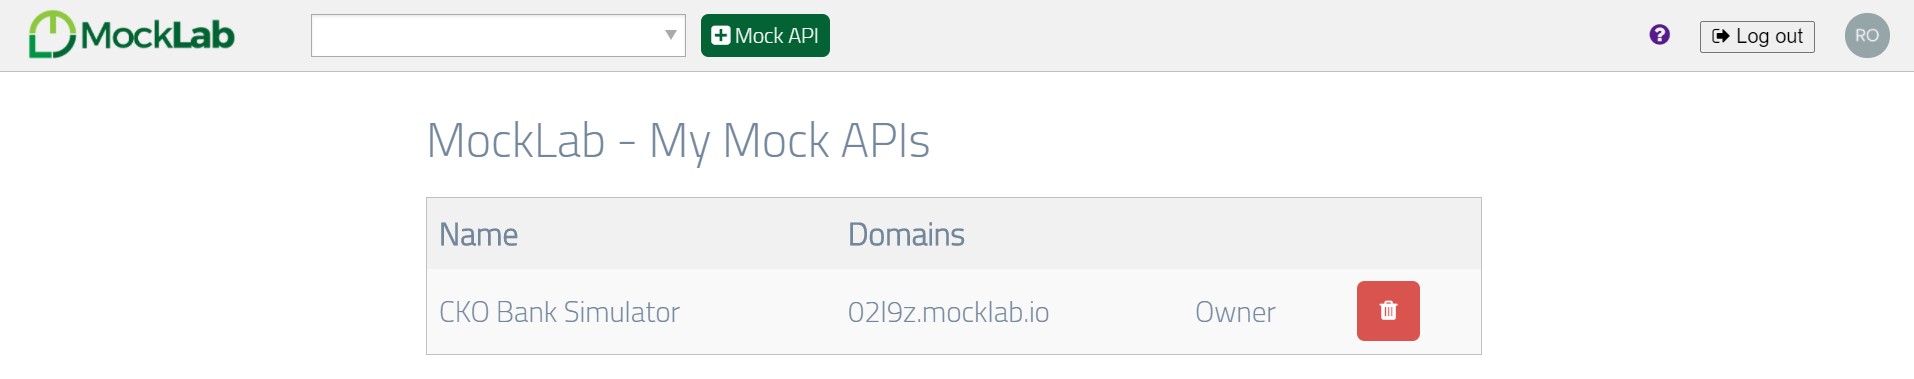 MockLab
Mock API
?
Log out
RO
MockLab - My Mock APIs
Name Domains
CKO Bank Simulator 02l9z.mocklab.io Owner